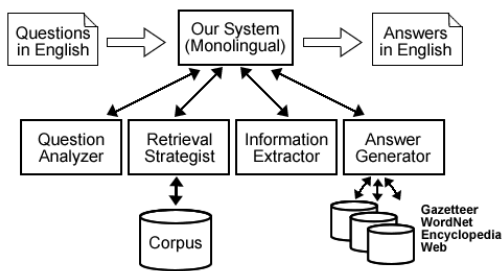 Questions
in English
Our System
(Monolingual)
Answers
in English
Question
Analyzer
Retrieval
Strategist
Information
Extractor
Answer
Generator
Corpus
Gazetteer
WordNet
Encyclopedia
Web